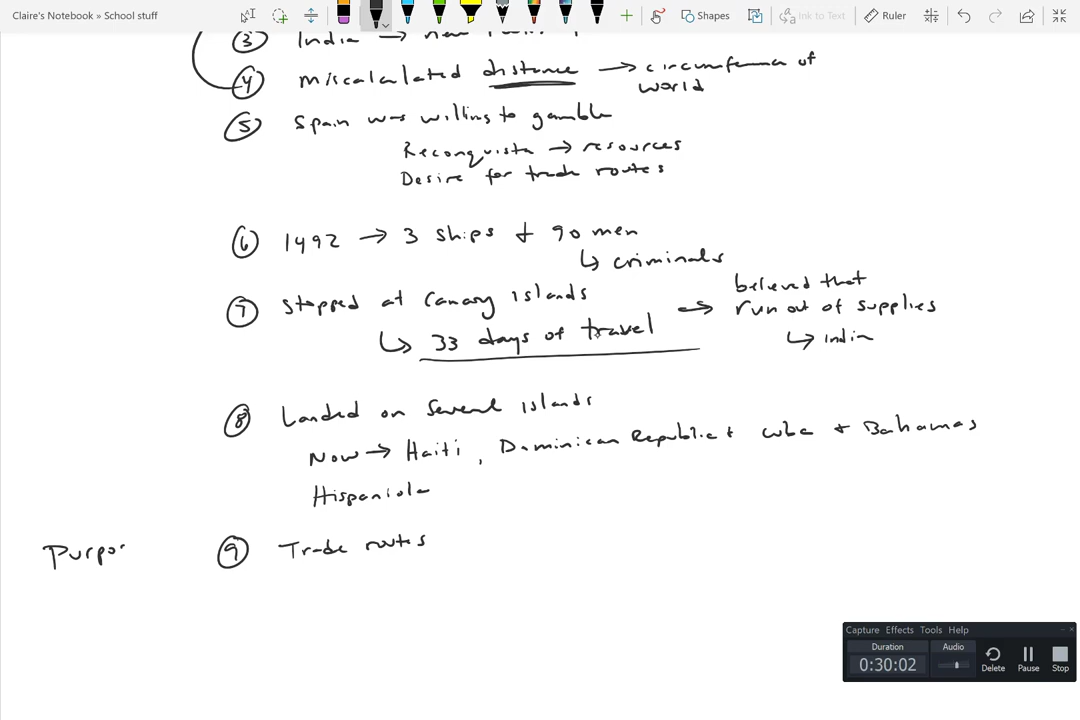 Claire's Notebook » School stuff
Shapes
Ink to Text
Ruler
③ India →
④ Miscalculated distance → circumference of
world
⑤ Spain was willing to gamble
Reconquista → resources
Desire for trade routes
⑥ 1492 → 3 ships + 90 men
↳ criminals
⑦ Stopped at Canary Islands
↳ 33 days of travel → believed that
run out of supplies
↳ India
⑧ Landed on several islands
Now → Haiti, Dominican Republic + Cuba + Bahamas
Hispaniola
Purpos ⑨ Trade routes
Capture Effects Tools Help
Duration Audio
0:30:02 Delete Pause Stop